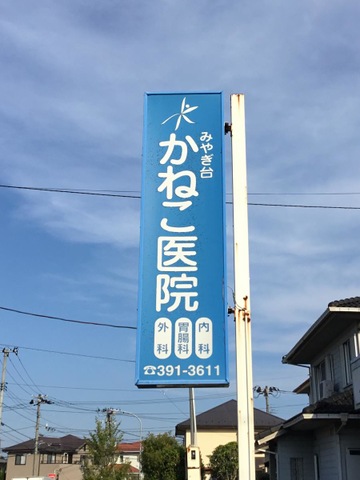 みやぎ台
かねこ医院
内科
胃腸科
外科
☎391-3611